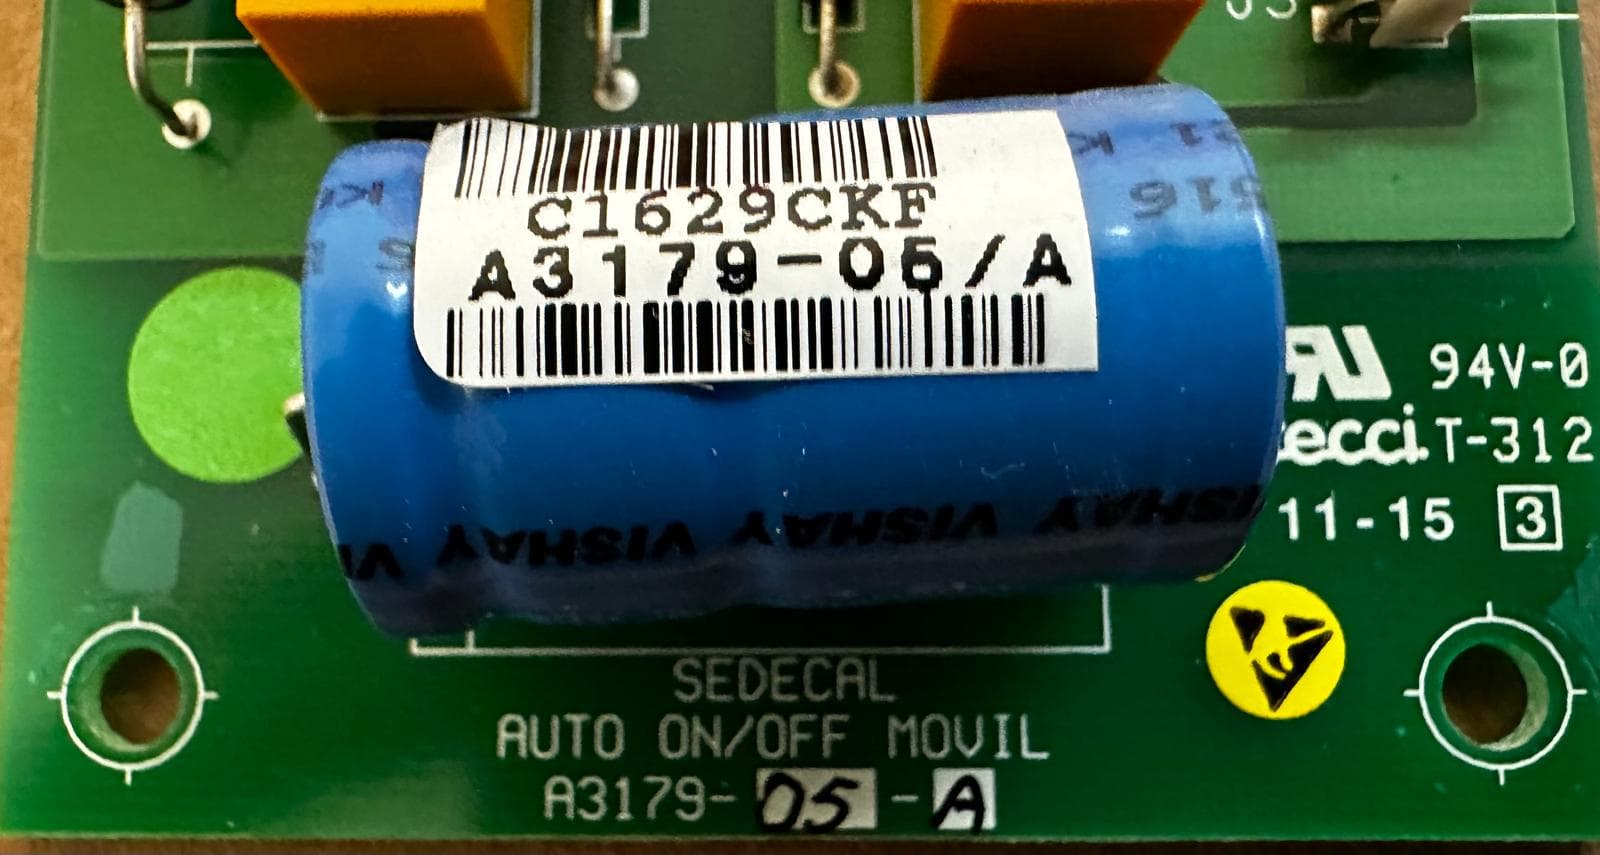 C1629CKF
A3179-05/A
VISHAY VISHAY VISHAY
94V-0
ecci. T-312
11-15 3
SEDECAL
AUTO ON/OFF MOVIL
A3179-05-A